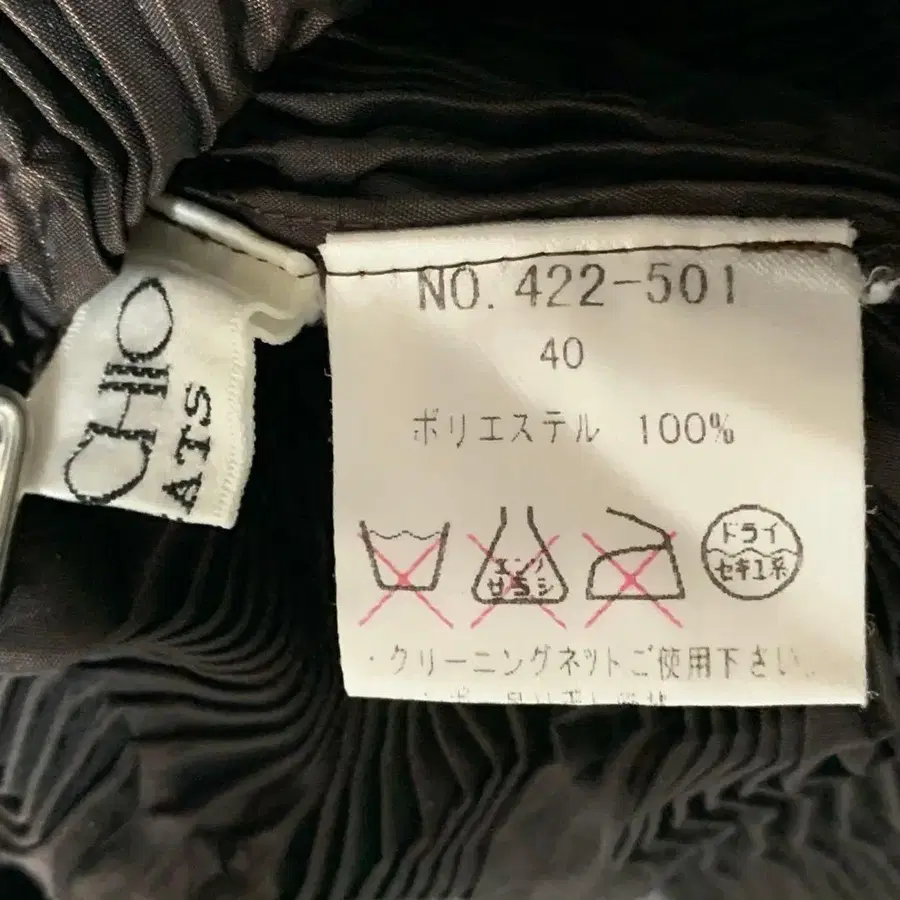 CHIO
ATS
NO. 422-501
40
ポリエステル 100%
エンソ
サラシ
ドライ
セキユ系
・クリーニングネットご使用下さい。